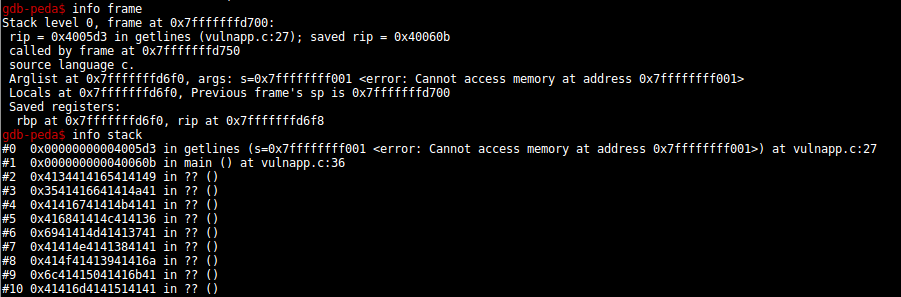 gdb-peda$ info frame
Stack level 0, frame at 0x7fffffffd700:
rip = 0x4005d3 in getlines (vulnapp.c:27); saved rip = 0x40060b
called by frame at 0x7fffffffd750
source language c.
Arglist at 0x7fffffffd6f0, args: s=0x7ffffffff001 <error: Cannot access memory at address 0x7ffffffff001>
Locals at 0x7fffffffd6f0, Previous frame's sp is 0x7fffffffd700
Saved registers:
rbp at 0x7fffffffd6f0, rip at 0x7fffffffd6f8
gdb-peda$ info stack
#0  0x00000000004005d3 in getlines (s=0x7ffffffff001 <error: Cannot access memory at address 0x7ffffffff001>) at vulnapp.c:27
#1  0x000000000040060b in main () at vulnapp.c:36
#2  0x4134414165414149 in ?? ()
#3  0x3541416641414a41 in ?? ()
#4  0x41416741414b4141 in ?? ()
#5  0x416841414c414136 in ?? ()
#6  0x6941414d41413741 in ?? ()
#7  0x41414e4141384141 in ?? ()
#8  0x414f41413941416a in ?? ()
#9  0x6c41415041416b41 in ?? ()
#10 0x41416d4141514141 in ?? ()